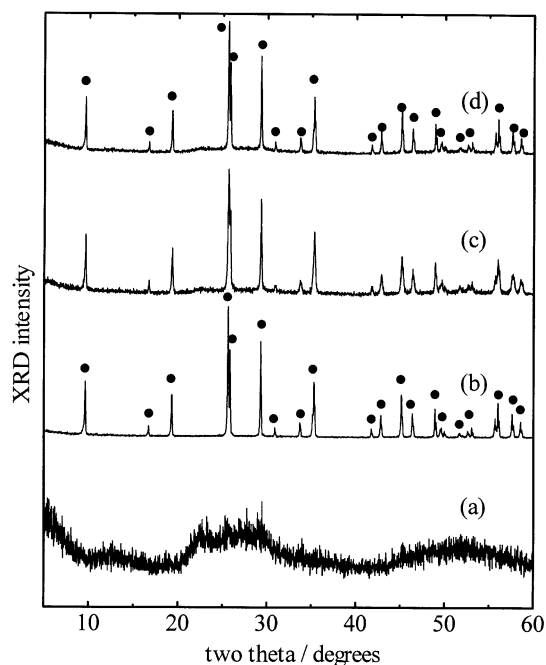 (d)
(c)
(b)
(a)
XRD intensity
10 20 30 40 50 60
two theta / degrees